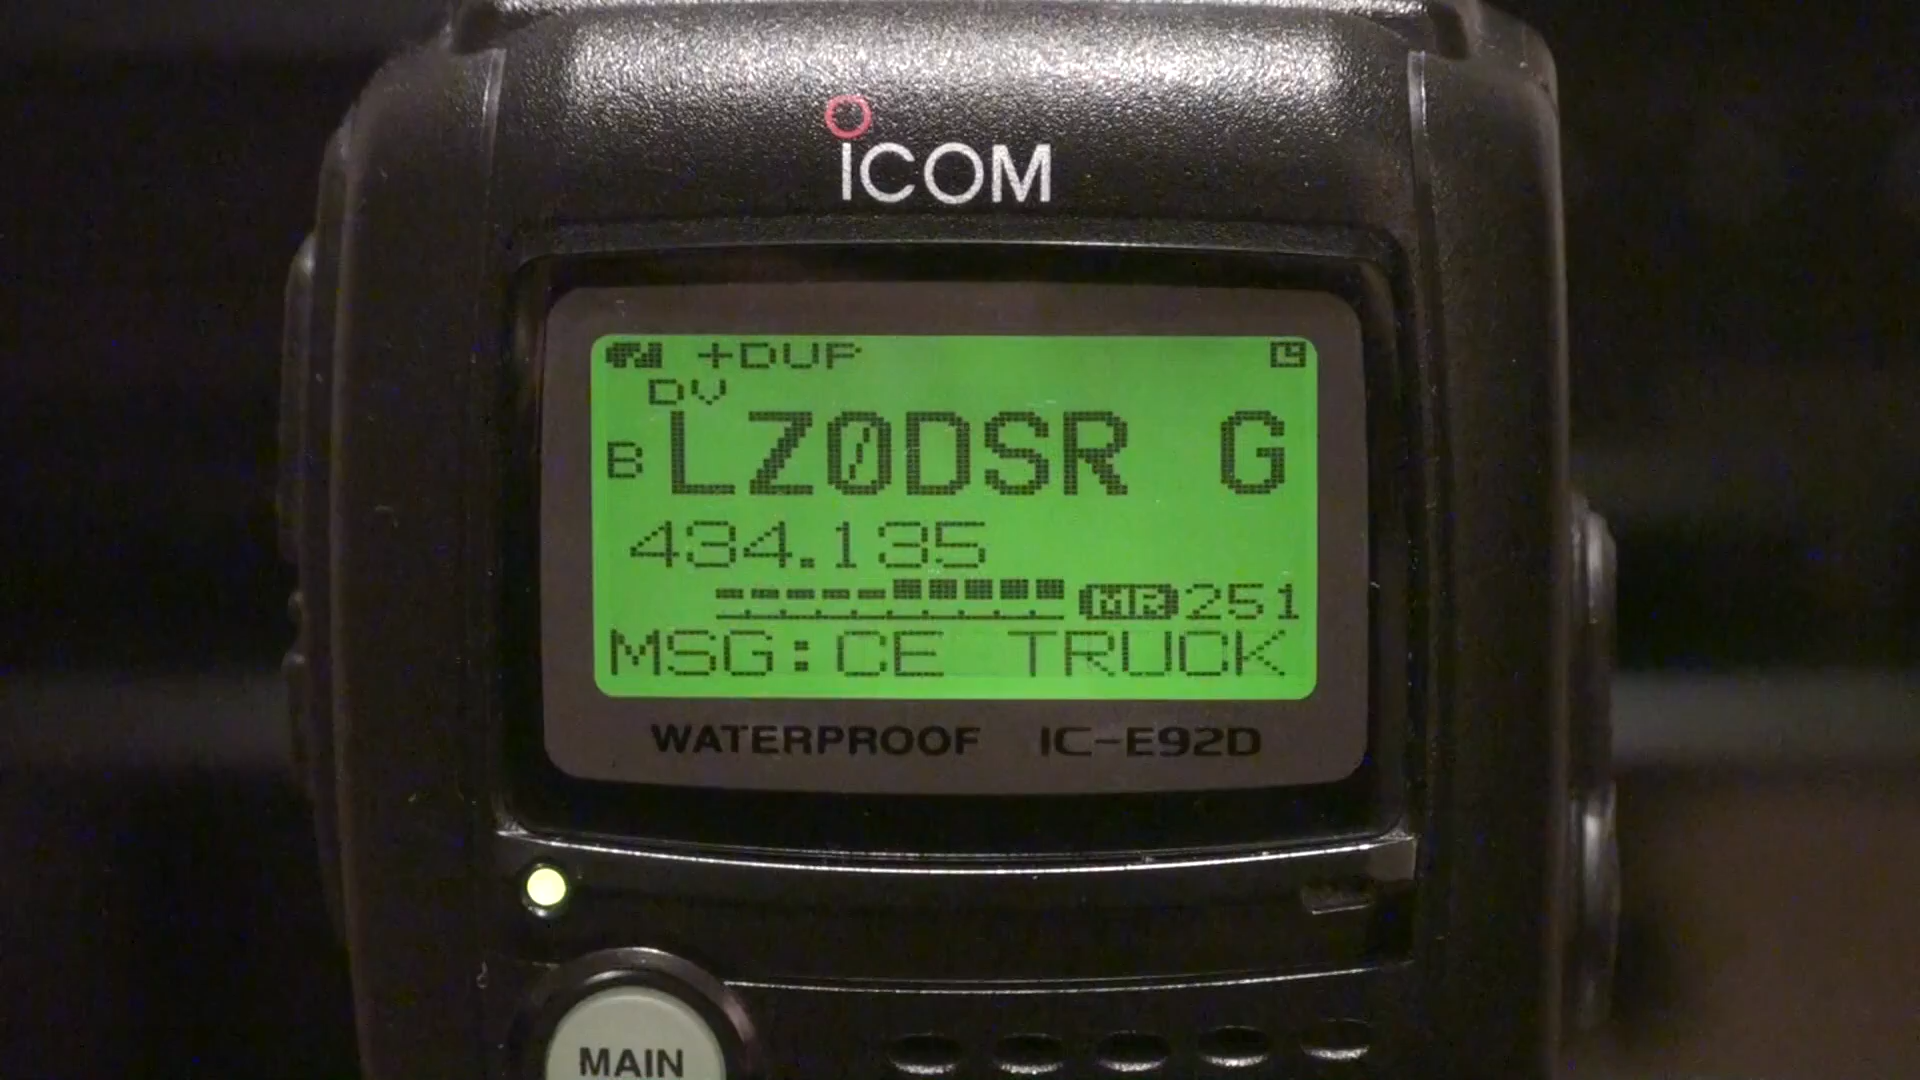 ICOM
+DUP
DV
B LZ0DSR G
434.135
MR 251
MSG:CE TRUCK
WATERPROOF IC-E92D
MAIN